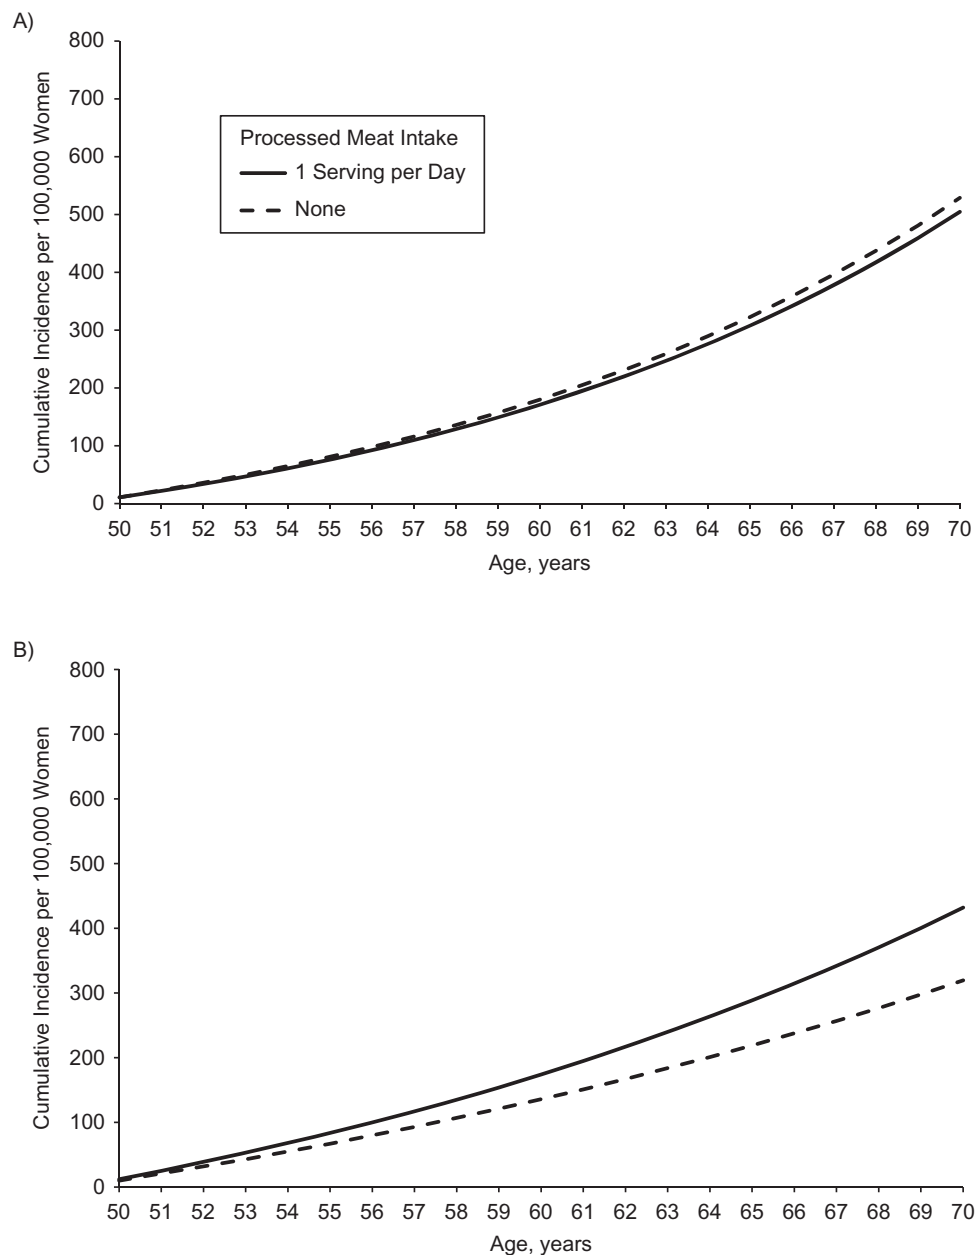 A)
Cumulative Incidence per 100,000 Women
800
700
600
500
400
300
200
100
0
Processed Meat Intake
1 Serving per Day
None
50 51 52 53 54 55 56 57 58 59 60 61 62 63 64 65 66 67 68 69 70
Age, years
B)
Cumulative Incidence per 100,000 Women
800
700
600
500
400
300
200
100
0
50 51 52 53 54 55 56 57 58 59 60 61 62 63 64 65 66 67 68 69 70
Age, years